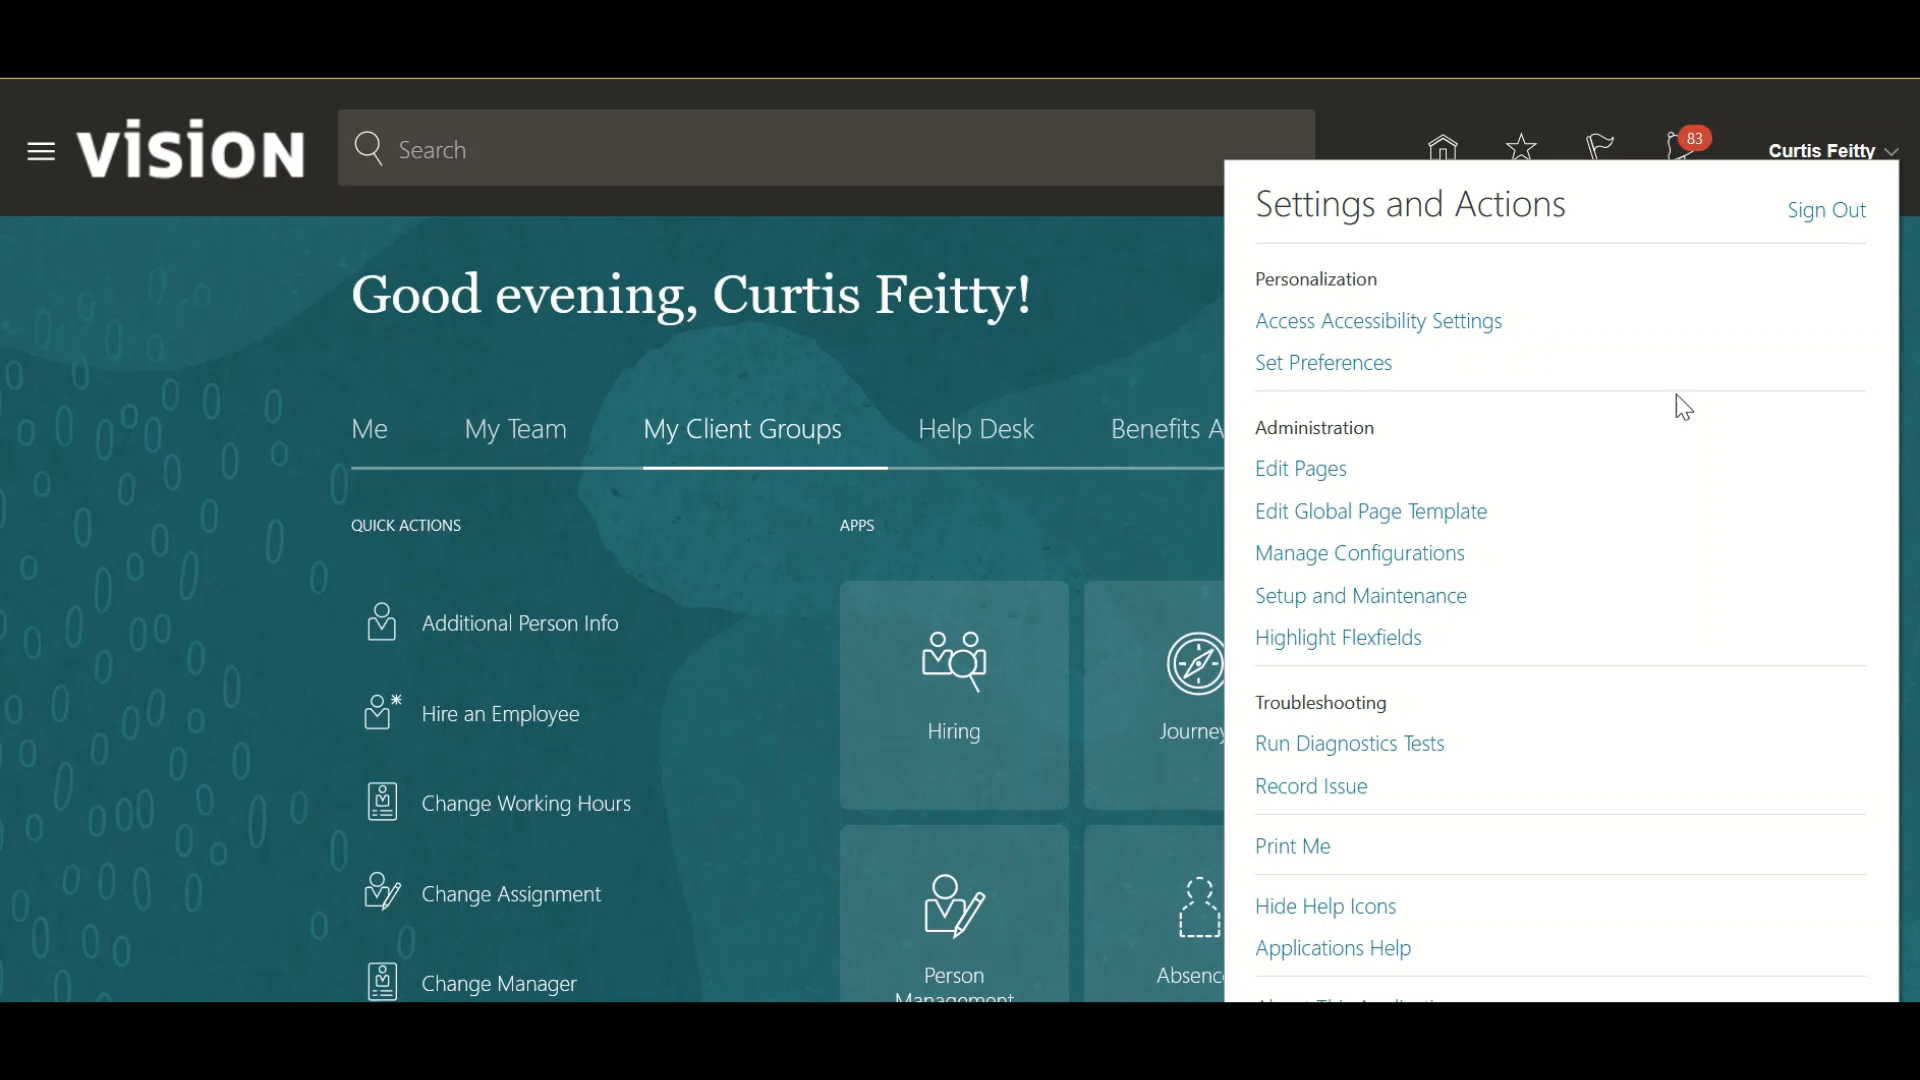 vision
Search
83
Curtis Feitty
Settings and Actions
Sign Out
Good evening, Curtis Feitty!
Personalization
Access Accessibility Settings
Set Preferences
Me
My Team
My Client Groups
Help Desk
Benefits A
Administration
Edit Pages
Edit Global Page Template
Manage Configurations
Setup and Maintenance
Highlight Flexfields
QUICK ACTIONS
APPS
Additional Person Info
Hire an Employee
Change Working Hours
Change Assignment
Change Manager
Hiring
Journey
Person
Management
Absenc
Troubleshooting
Run Diagnostics Tests
Record Issue
Print Me
Hide Help Icons
Applications Help